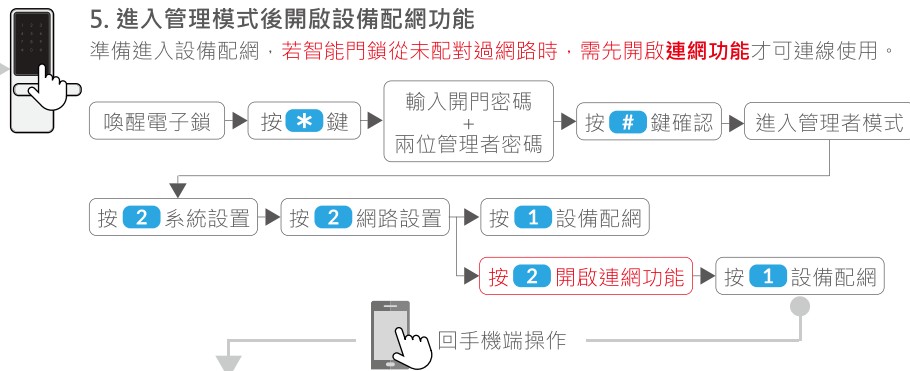 5. 進入管理模式後開啟設備配網功能
準備進入設備配網，若智能門鎖從未配對過網路時，需先開啟連網功能才可連線使用。
喚醒電子鎖
按 * 鍵
輸入開門密碼
+
兩位管理者密碼
按 # 鍵確認
進入管理者模式
按 2 系統設置
按 2 網路設置
按 1 設備配網
按 2 開啟連網功能
按 1 設備配網
回手機端操作